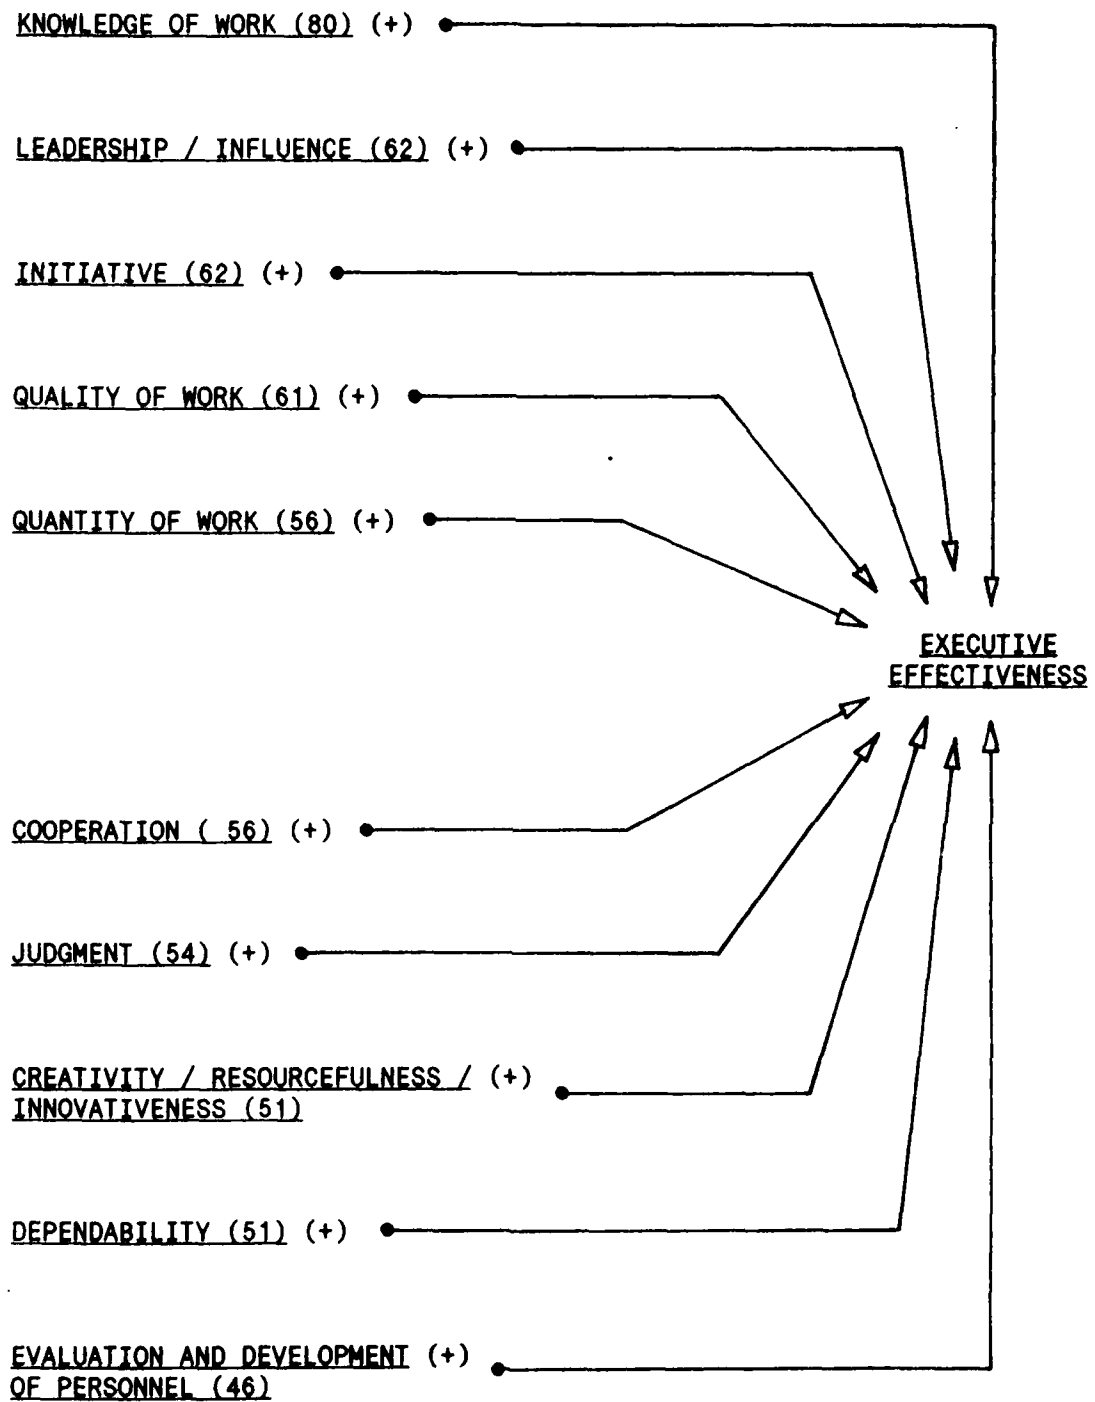 KNOWLEDGE OF WORK (80) (+)
LEADERSHIP / INFLUENCE (62) (+)
INITIATIVE (62) (+)
QUALITY OF WORK (61) (+)
QUANTITY OF WORK (56) (+)
EXECUTIVE
EFFECTIVENESS
COOPERATION ( 56) (+)
JUDGMENT (54) (+)
CREATIVITY / RESOURCEFULNESS / (+)
INNOVATIVENESS (51)
DEPENDABILITY (51) (+)
EVALUATION AND DEVELOPMENT (+)
OF PERSONNEL (46)